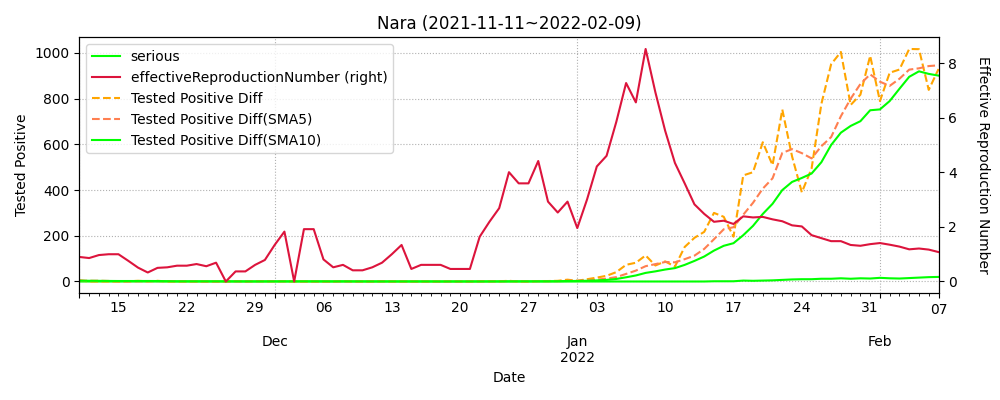 Nara (2021-11-11~2022-02-09)
serious
effectiveReproductionNumber (right)
Tested Positive Diff
Tested Positive Diff(SMA5)
Tested Positive Diff(SMA10)
Tested Positive
1000
800
600
400
200
0
8
6
4
2
0
Effective Reproduction Number
15 22 29 06 13 20 27 03 10 17 24 31 07
Dec Jan Feb
2022
Date